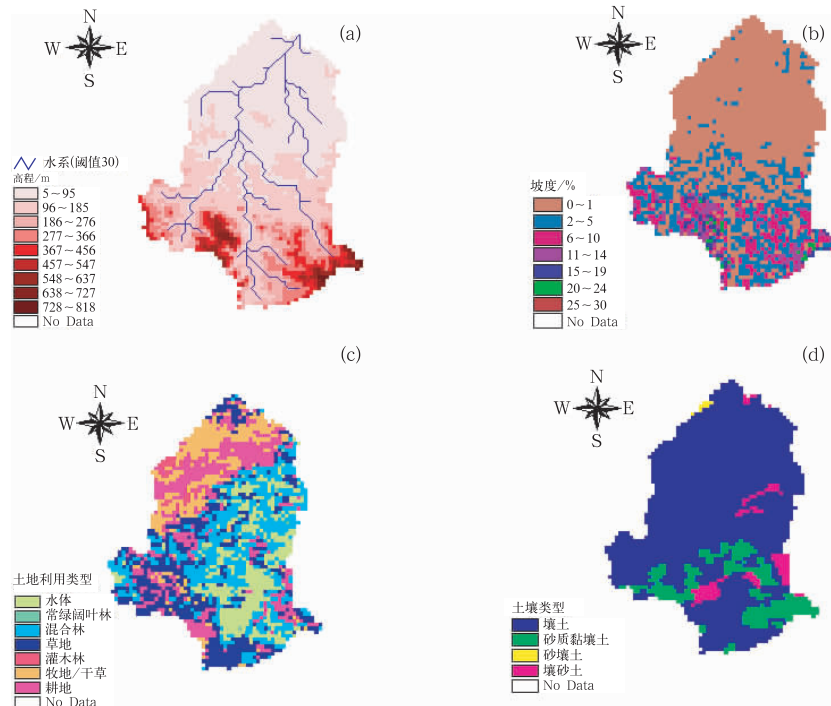 (a)
N
W E
S
水系(阈值30)
高程/m
5~95
96~185
186~276
277~366
367~456
457~547
548~637
638~727
728~818
No Data
(b)
N
W E
S
坡度/%
0~1
2~5
6~10
11~14
15~19
20~24
25~30
No Data
(c)
N
W E
S
土地利用类型
水体
常绿阔叶林
混合林
草地
灌木林
牧地/干草
耕地
No Data
(d)
N
W E
S
土壤类型
壤土
砂质黏壤土
砂壤土
壤砂土
No Data